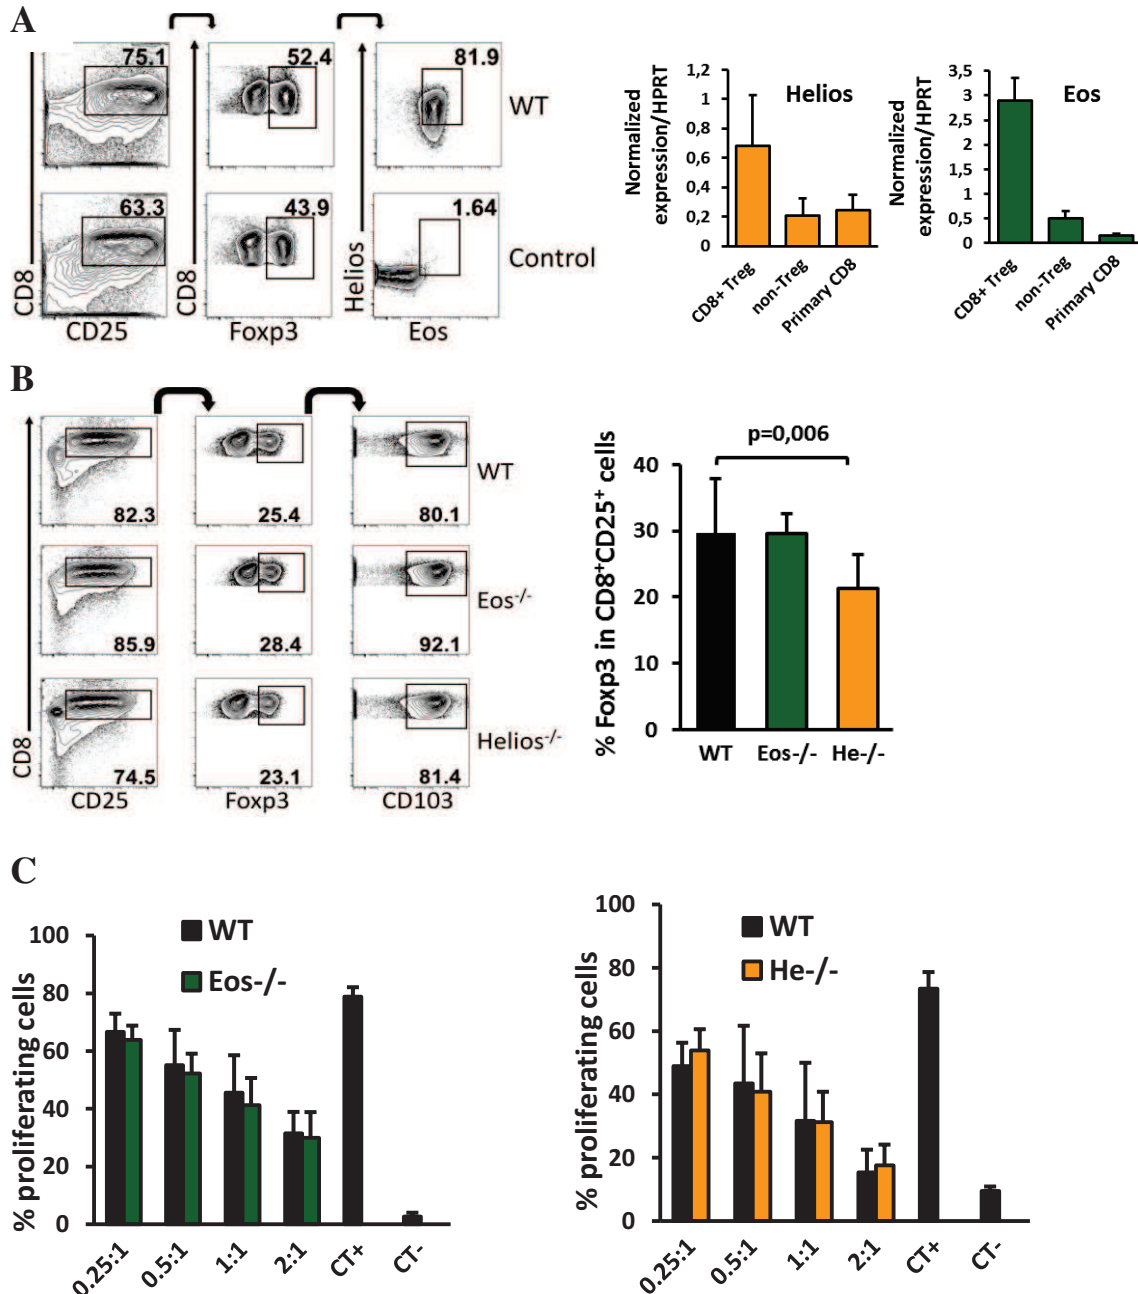 A
75.1
52.4
81.9
WT
63.3
43.9
1.64
Control
CD8
CD8
Helios
CD25
Foxp3
Eos
Normalized
expression/HPRT
Helios
1,2
1
0,8
0,6
0,4
0,2
0
CD8+ Treg
non-Treg
Primary CD8
Normalized
expression/HPRT
Eos
3,5
3
2,5
2
1,5
1
0,5
0
CD8+ Treg
non-Treg
Primary CD8
B
82.3
25.4
80.1
WT
85.9
28.4
92.1
Eos-/-
74.5
23.1
81.4
Helios-/-
CD8
CD25
Foxp3
CD103
% Foxp3 in CD8+CD25+ cells
p=0,006
40
30
20
10
0
WT
Eos-/-
He-/-
C
% proliferating cells
WT
Eos-/-
100
80
60
40
20
0
0.25:1
0.5:1
1:1
2:1
CT+
CT-
% proliferating cells
WT
He-/-
100
80
60
40
20
0
0.25:1
0.5:1
1:1
2:1
CT+
CT-